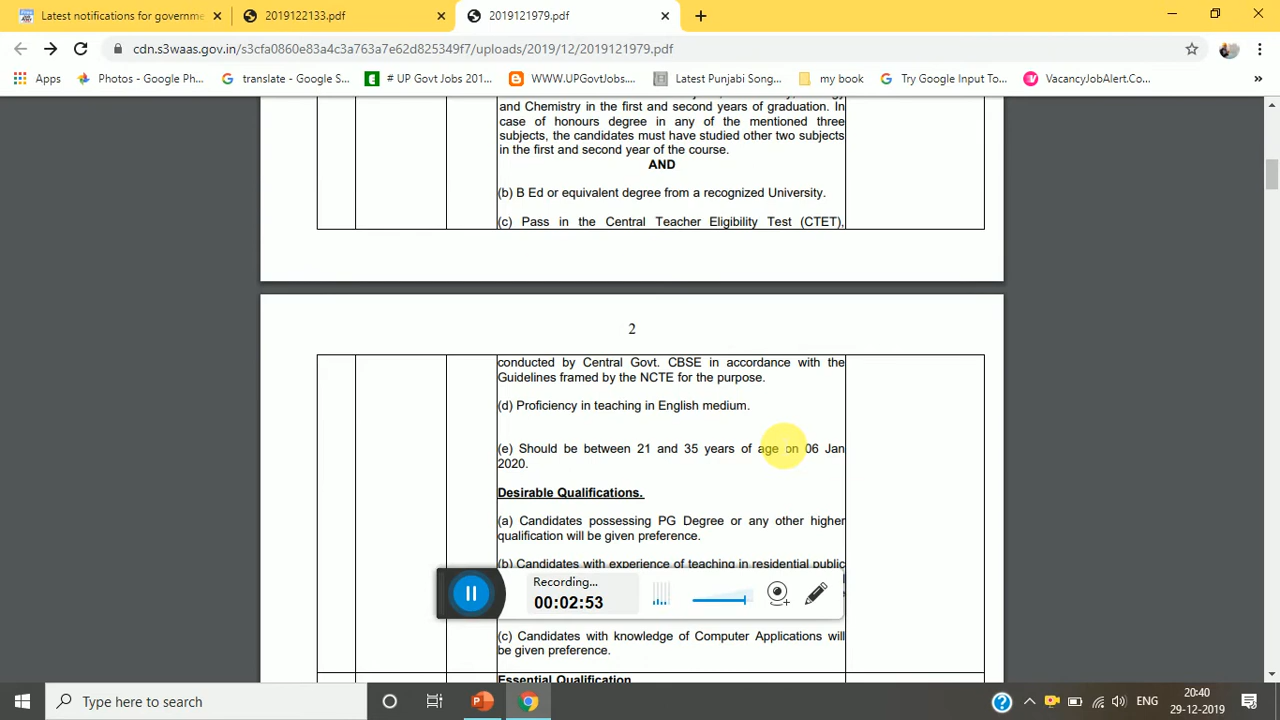 Latest notifications for governme
2019122133.pdf
2019121979.pdf
cdn.s3waas.gov.in/s3cfa0860e83a4c3a763a7e62d825349f7/uploads/2019/12/2019121979.pdf
Apps
Photos - Google Ph...
translate - Google S...
# UP Govt Jobs 201...
WWW.UPGovtJobs....
Latest Punjabi Song...
my book
Try Google Input To...
VacancyJobAlert.Co...
»
and Chemistry in the first and second years of graduation. In
case of honours degree in any of the mentioned three
subjects, the candidates must have studied other two subjects
in the first and second year of the course.
AND
(b) B Ed or equivalent degree from a recognized University.
(c) Pass in the Central Teacher Eligibility Test (CTET),
2
conducted by Central Govt. CBSE in accordance with the
Guidelines framed by the NCTE for the purpose.
(d) Proficiency in teaching in English medium.
(e) Should be between 21 and 35 years of age on 06 Jan
2020.
Desirable Qualifications.
(a) Candidates possessing PG Degree or any other higher
qualification will be given preference.
(b) Candidates with experience of teaching in residential public
Recording...
00:02:53
(c) Candidates with knowledge of Computer Applications will
be given preference.
Essential Qualification
Type here to search
ENG
20:40
29-12-2019